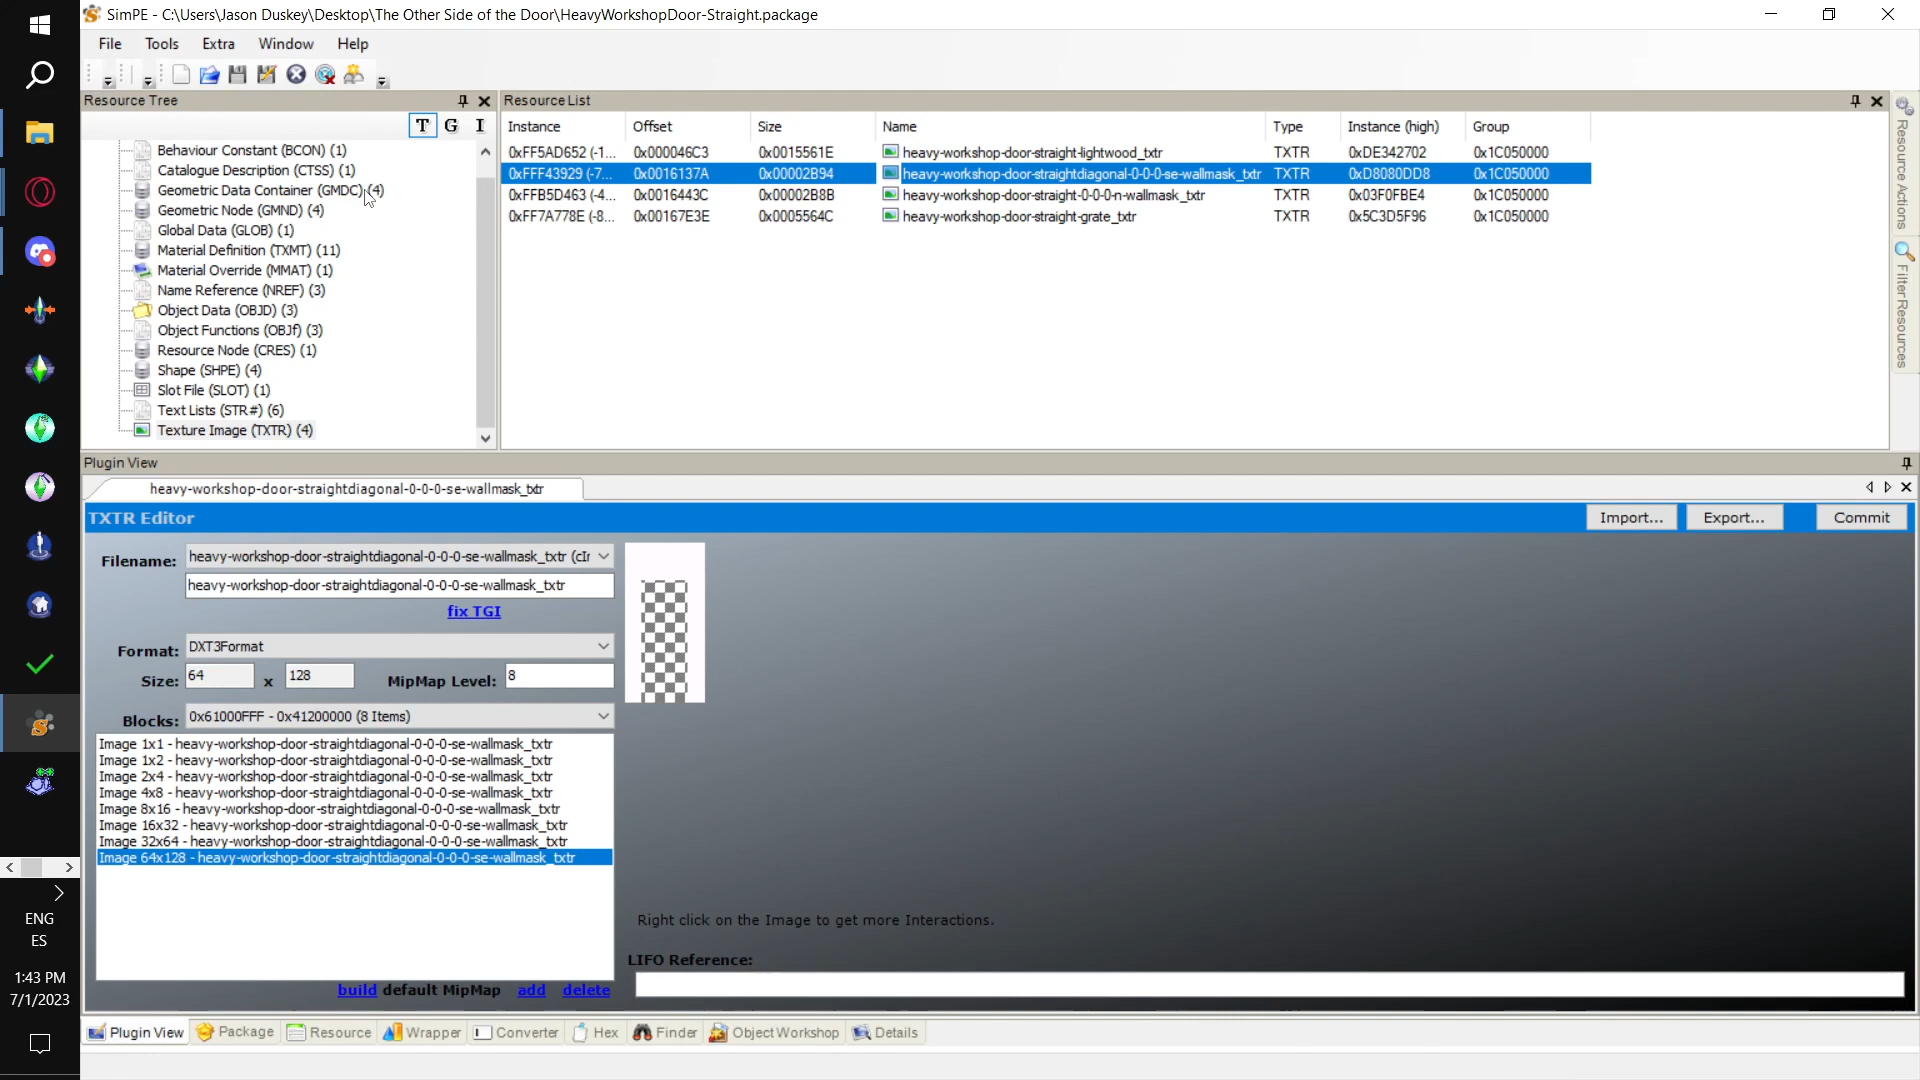 SimPE - C:\Users\Jason Duskey\Desktop\The Other Side of the Door\HeavyWorkshopDoor-Straight.package
File Tools Extra Window Help
Resource Tree
T G I
Behaviour Constant (BCON) (1)
Catalogue Description (CTSS) (1)
Geometric Data Container (GMDC) (4)
Geometric Node (GMND) (4)
Global Data (GLOB) (1)
Material Definition (TXMT) (11)
Material Override (MMAT) (1)
Name Reference (NREF) (3)
Object Data (OBJD) (3)
Object Functions (OBJf) (3)
Resource Node (CRES) (1)
Shape (SHPE) (4)
Slot File (SLOT) (1)
Text Lists (STR#) (6)
Texture Image (TXTR) (4)
Resource List
Instance Offset Size Name Type Instance (high) Group
0xFF5AD652 (-1... 0x000046C3 0x0015561E heavy-workshop-door-straight-lightwood_txtr TXTR 0xDE342702 0x1C050000
0xFFF43929 (-7... 0x0016137A 0x00002B94 heavy-workshop-door-straightdiagonal-0-0-0-se-wallmask_txtr TXTR 0xD8080DD8 0x1C050000
0xFFB5D463 (-4... 0x0016443C 0x00002B8B heavy-workshop-door-straight-0-0-0-n-wallmask_txtr TXTR 0x03F0FBE4 0x1C050000
0xFF7A778E (-8... 0x00167E3E 0x0005564C heavy-workshop-door-straight-grate_txtr TXTR 0x5C3D5F96 0x1C050000
Resource Actions
Filter Resources
Plugin View
heavy-workshop-door-straightdiagonal-0-0-0-se-wallmask_txtr
TXTR Editor
Import... Export... Commit
Filename: heavy-workshop-door-straightdiagonal-0-0-0-se-wallmask_txtr (cIr
heavy-workshop-door-straightdiagonal-0-0-0-se-wallmask_txtr
fix TGI
Format: DXT3Format
Size: 64 x 128 MipMap Level: 8
Blocks: 0x61000FFF - 0x41200000 (8 Items)
Image 1x1 - heavy-workshop-door-straightdiagonal-0-0-0-se-wallmask_txtr
Image 1x2 - heavy-workshop-door-straightdiagonal-0-0-0-se-wallmask_txtr
Image 2x4 - heavy-workshop-door-straightdiagonal-0-0-0-se-wallmask_txtr
Image 4x8 - heavy-workshop-door-straightdiagonal-0-0-0-se-wallmask_txtr
Image 8x16 - heavy-workshop-door-straightdiagonal-0-0-0-se-wallmask_txtr
Image 16x32 - heavy-workshop-door-straightdiagonal-0-0-0-se-wallmask_txtr
Image 32x64 - heavy-workshop-door-straightdiagonal-0-0-0-se-wallmask_txtr
Image 64x128 - heavy-workshop-door-straightdiagonal-0-0-0-se-wallmask_txtr
Right click on the Image to get more Interactions.
LIFO Reference:
build default MipMap add delete
Plugin View Package Resource Wrapper Converter Hex Finder Object Workshop Details
ENG
ES
1:43 PM
7/1/2023